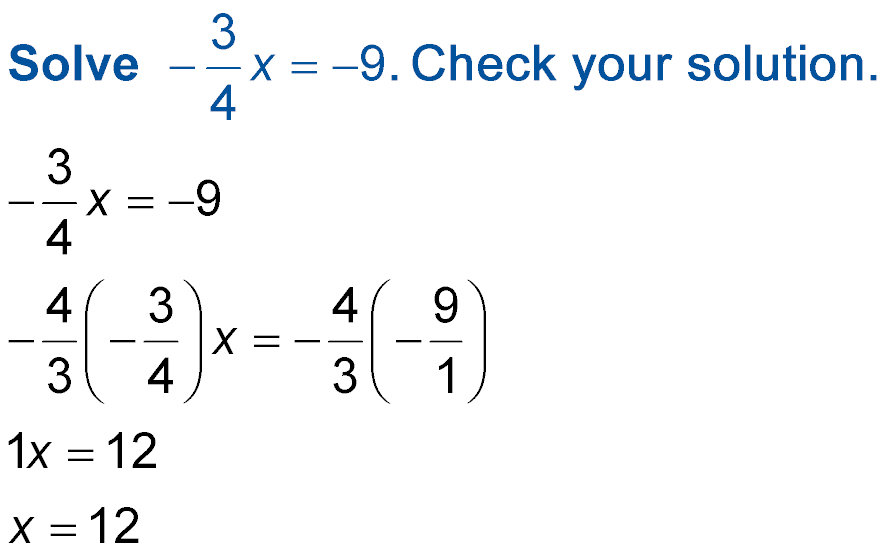 Solve −3/4 x = −9. Check your solution.
−3/4 x = −9
−4/3(−3/4)x = −4/3(−9/1)
1x = 12
x = 12